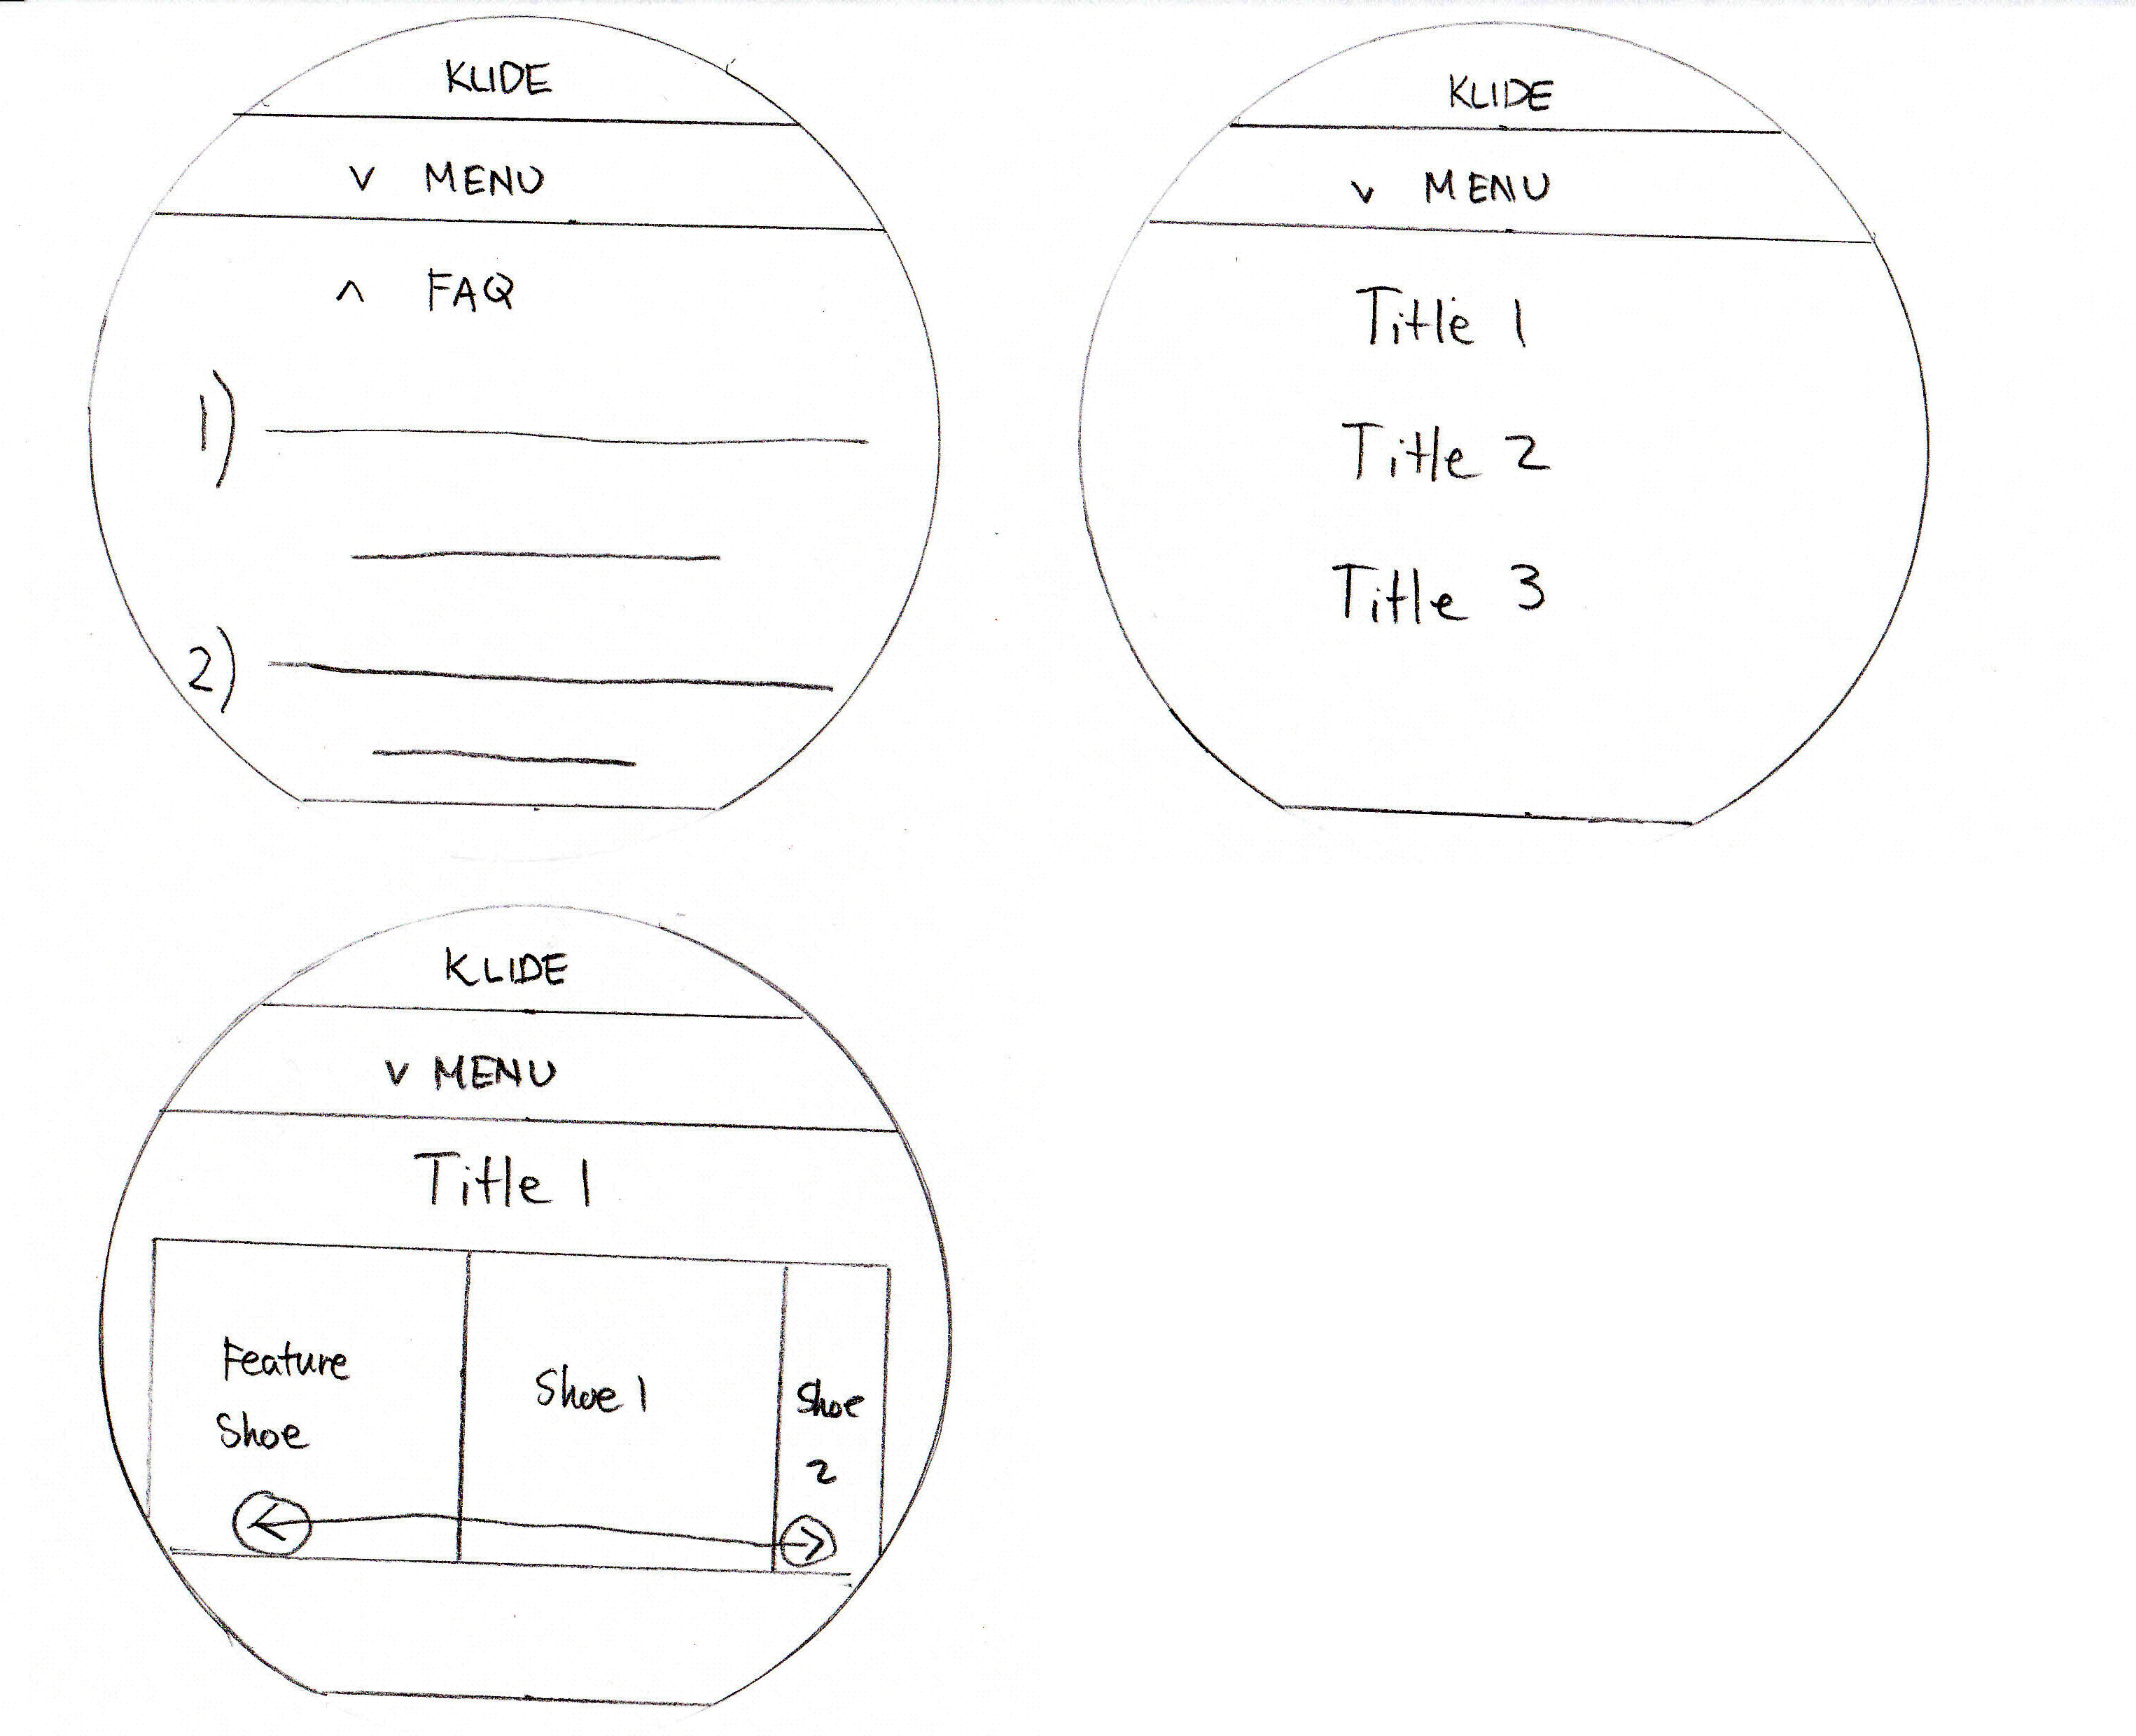 KLIDE
v MENU
^ FAQ
1)
2)
KLIDE
v MENU
Title 1
Title 2
Title 3
KLIDE
v MENU
Title 1
Feature
Shoe
Shoe 1
Shoe
2